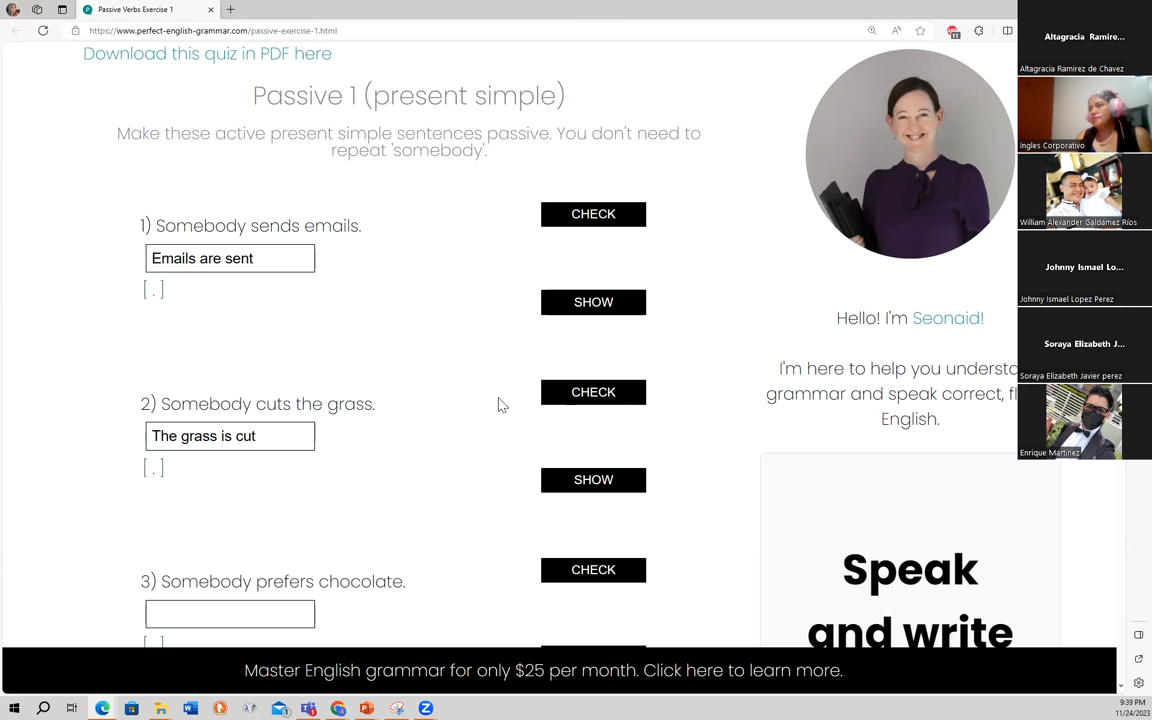 Passive Verbs Exercise 1
https://www.perfect-english-grammar.com/passive-exercise-1.html
11
Download this quiz in PDF here
Passive 1 (present simple)
Make these active present simple sentences passive. You don't need to
repeat 'somebody'.
1) Somebody sends emails.
CHECK
Emails are sent
[ . ]
SHOW
2) Somebody cuts the grass.
CHECK
The grass is cut
[ . ]
SHOW
3) Somebody prefers chocolate.
CHECK
Hello! I'm Seonaid!
I'm here to help you understa
grammar and speak correct, fl
English.
Speak
and write
Master English grammar for only $25 per month. Click here to learn more.
Altagracia Ramire...
Altagracia Ramirez de Chavez
Ingles Corporativo
William Alexander Galdámez Ríos
Johnny Ismael Lo...
Johnny Ismael Lopez Perez
Soraya Elizabeth J...
Soraya Elizabeth Javier perez
Enrique Martinez
9:39 PM
11/24/2023